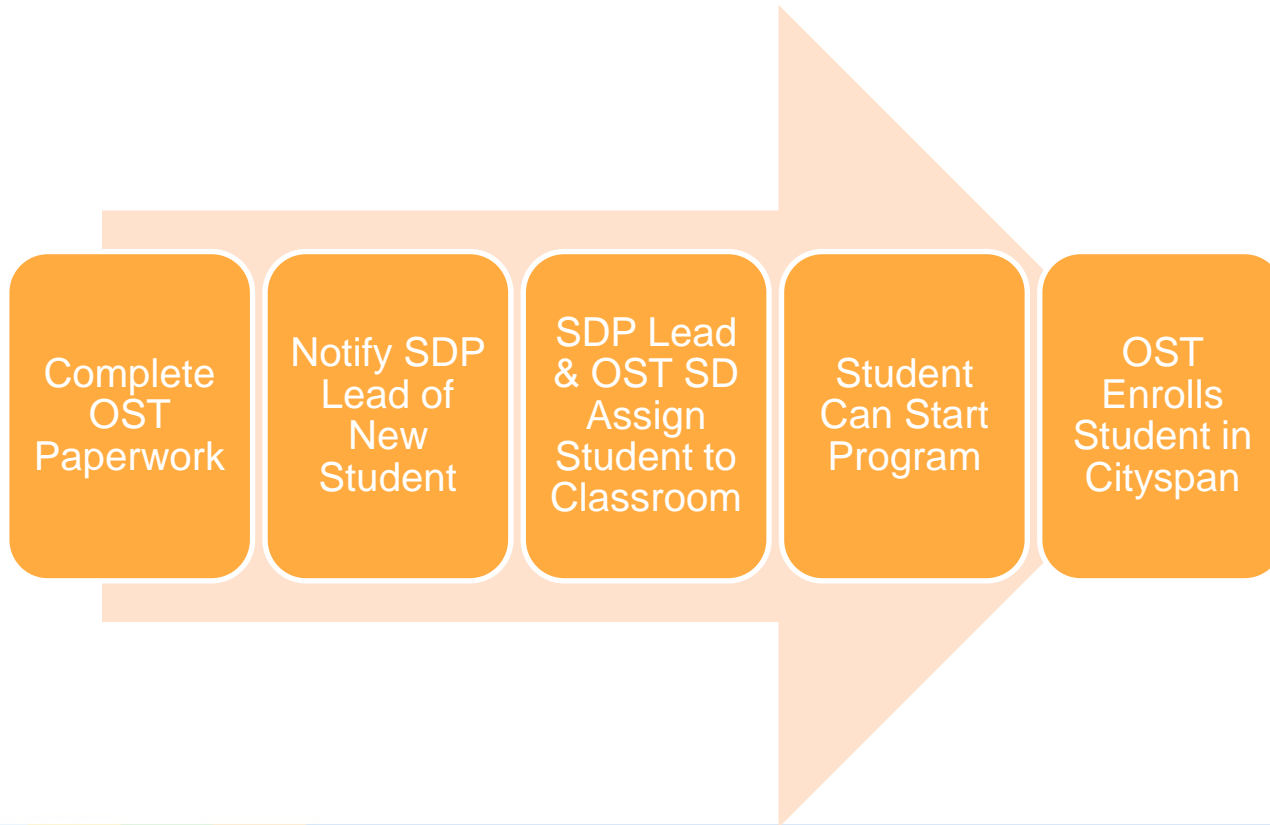 Complete
OST
Paperwork
Notify SDP
Lead of
New
Student
SDP Lead
& OST SD
Assign
Student to
Classroom
Student
Can Start
Program
OST
Enrolls
Student in
Cityspan